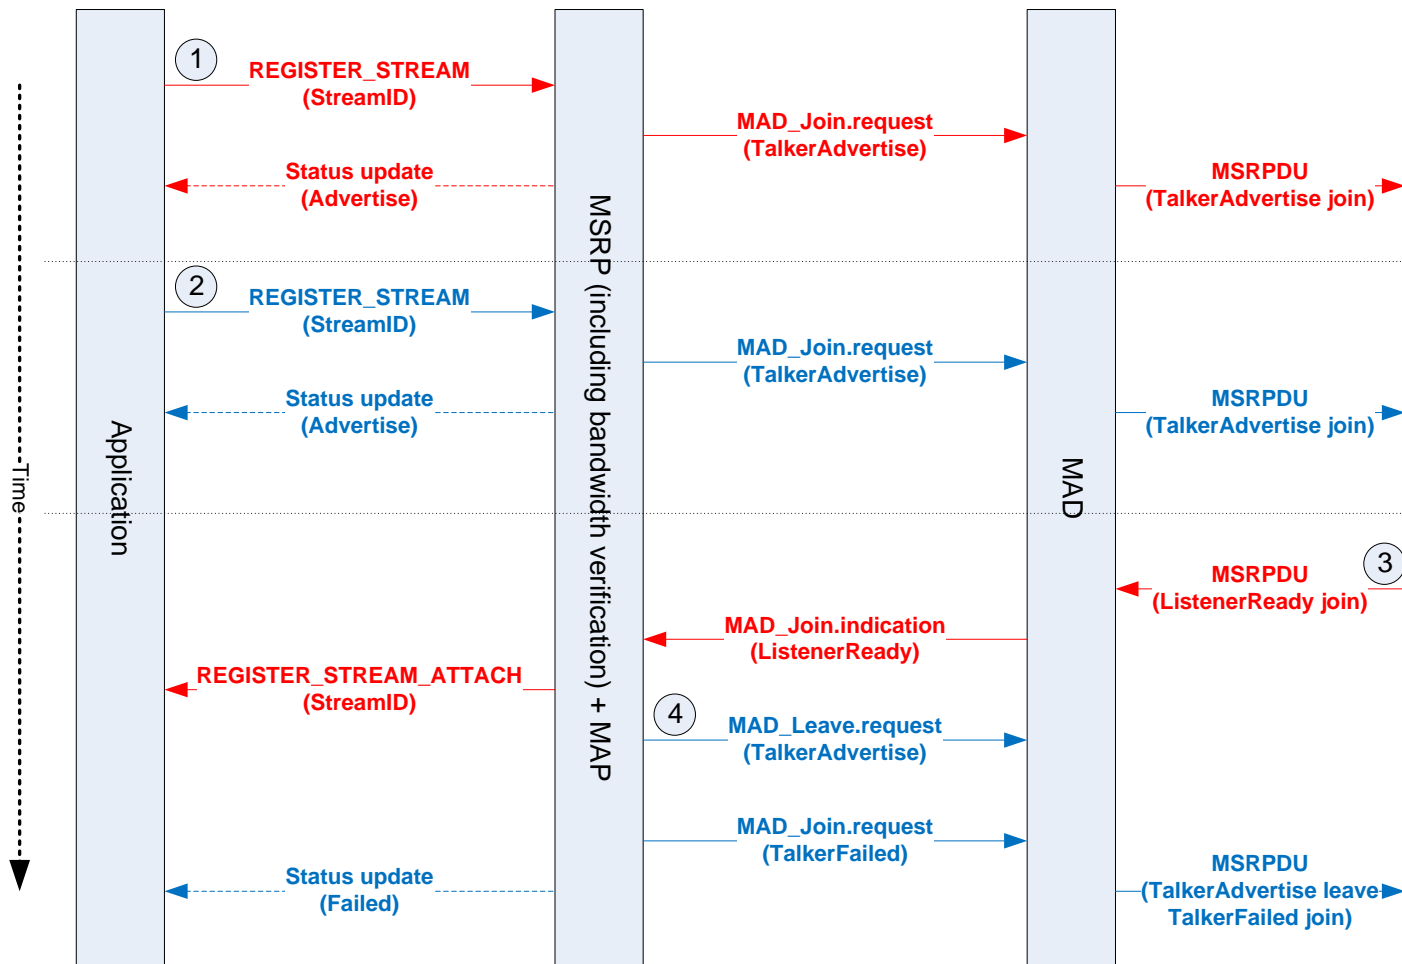 1
REGISTER_STREAM
(StreamID)
MAD_Join.request
(TalkerAdvertise)
Status update
(Advertise)
MSRPDU
(TalkerAdvertise join)
2
REGISTER_STREAM
(StreamID)
MAD_Join.request
(TalkerAdvertise)
Status update
(Advertise)
MSRPDU
(TalkerAdvertise join)
Time
Application
MSRP (including bandwidth verification) + MAP
MAD
3
MSRPDU
(ListenerReady join)
MAD_Join.indication
(ListenerReady)
REGISTER_STREAM_ATTACH
(StreamID)
4
MAD_Leave.request
(TalkerAdvertise)
MAD_Join.request
(TalkerFailed)
Status update
(Failed)
MSRPDU
(TalkerAdvertise leave
TalkerFailed join)